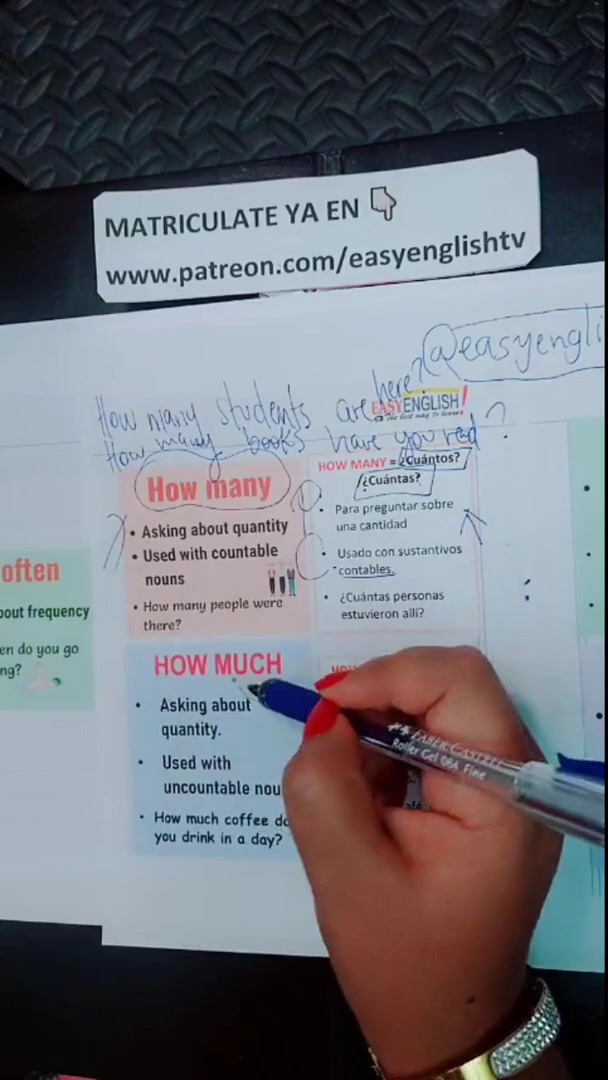 MATRICULATE YA EN
www.patreon.com/easyenglishtv
@easyengli
How many students are here?
EASY ENGLISH!
How many books have you read?
How many
• Asking about quantity
• Used with countable
nouns
• How many people were
there?
HOW MANY = ¿Cuántos?
¿Cuántas?
• Para preguntar sobre
una cantidad
• Usado con sustantivos
contables.
• ¿Cuántas personas
estuvieron allí?
often
bout frequency
en do you go
ng?
HOW MUCH
• Asking about
quantity.
• Used with
uncountable nou
• How much coffee do
you drink in a day?
FABER-CASTELL
Roller Gel 08A Fine